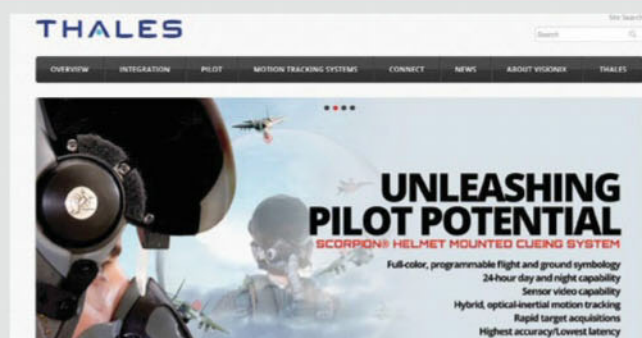 Site Search
THALES
Search
OVERVIEW INTEGRATION PILOT MOTION TRACKING SYSTEMS CONNECT NEWS ABOUT VISIONIX THALES
UNLEASHING
PILOT POTENTIAL
SCORPION® HELMET MOUNTED CUEING SYSTEM
Full-color, programmable flight and ground symbology
24-hour day and night capability
Sensor video capability
Hybrid, optical-inertial motion tracking
Rapid target acquisitions
Highest accuracy/Lowest latency